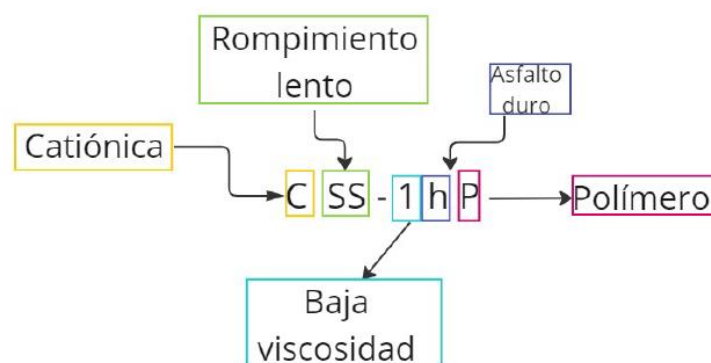 Rompimiento
lento
Asfalto
duro
Catiónica
C SS - 1 h P
Polímero
Baja
viscosidad